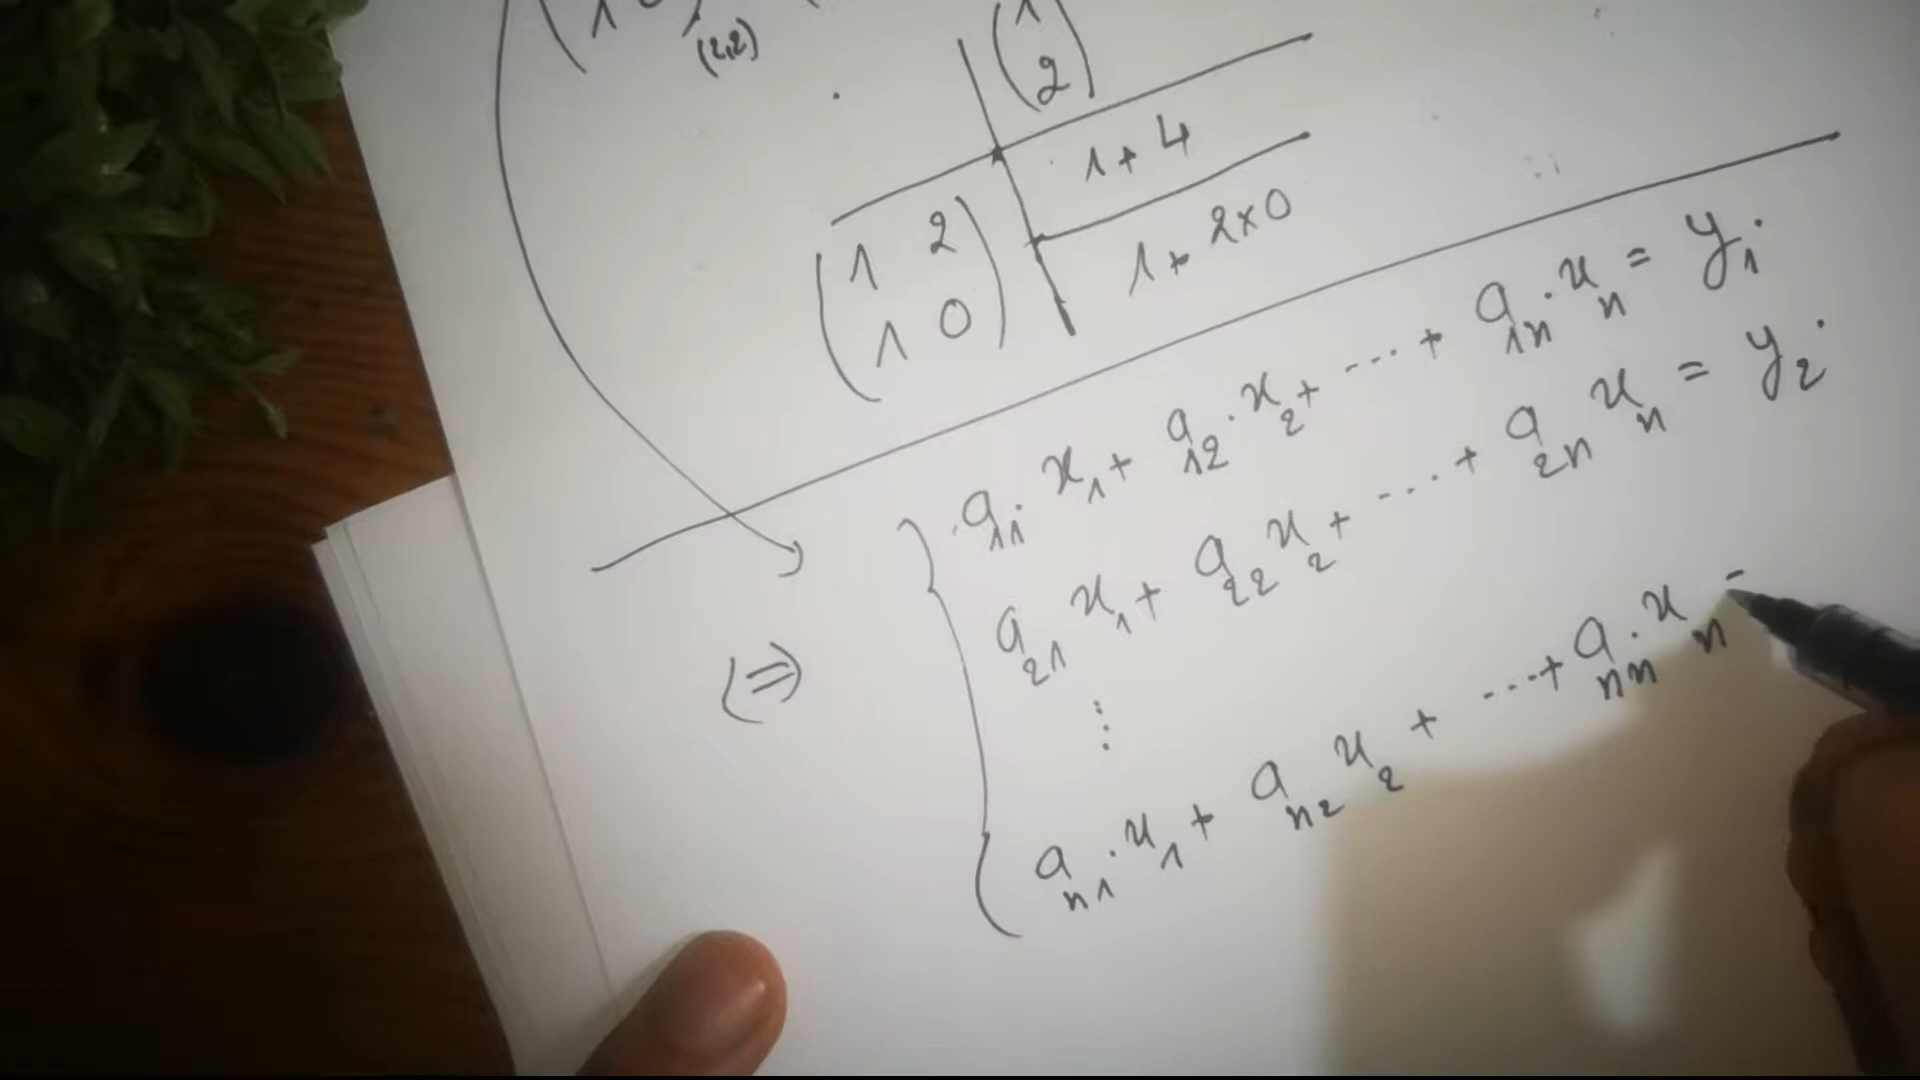 (1
(2,2)
(1
2)
1 + 4
(1 2
1 0)
1 + 2×0
a₁₁·x₁ + a₁₂·x₂ + ... + a₁ₙ·xₙ = y₁
a₂₁ x₁ + a₂₂ x₂ + ... + a₂ₙ xₙ = y₂
⋮
(⇒)
aₙ₁·x₁ + aₙ₂ x₂ + ... + aₙₙ·xₙ =